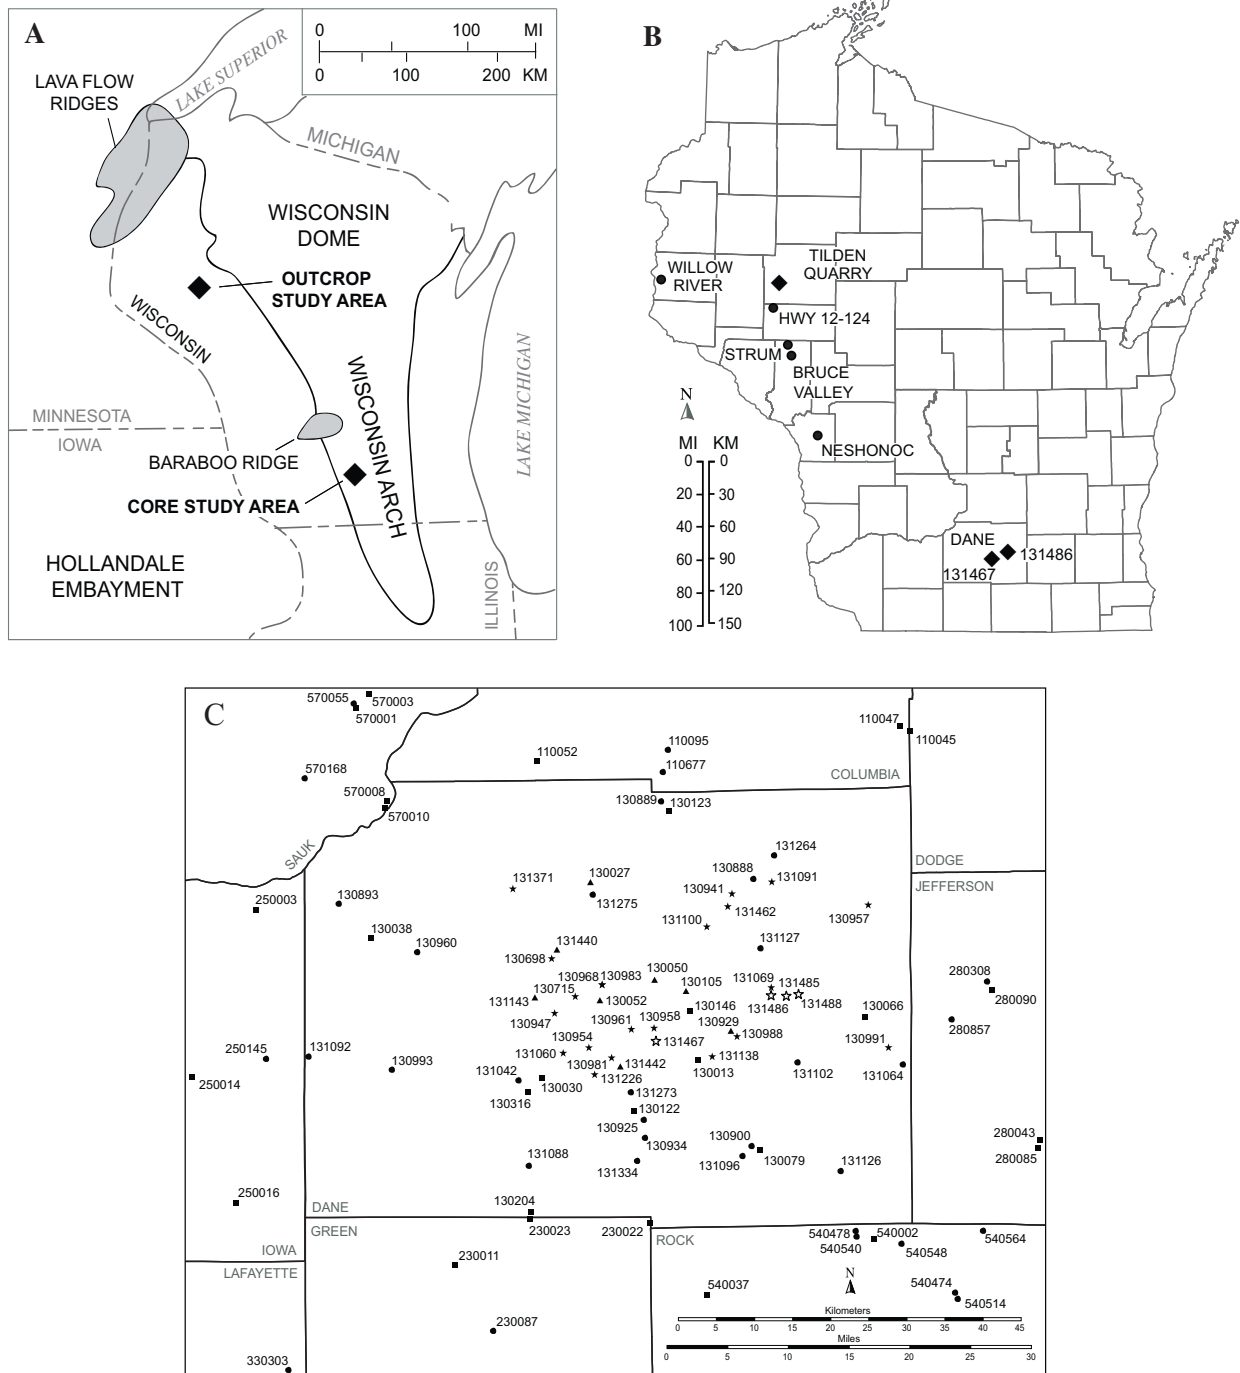 A
0 100 MI
0 100 200 KM
LAVA FLOW
RIDGES
LAKE SUPERIOR
MICHIGAN
WISCONSIN
DOME
OUTCROP
STUDY AREA
WISCONSIN
WISCONSIN ARCH
LAKE MICHIGAN
MINNESOTA
IOWA
BARABOO RIDGE
CORE STUDY AREA
HOLLANDALE
EMBAYMENT
ILLINOIS
B
WILLOW
RIVER
TILDEN
QUARRY
HWY 12-124
STRUM
BRUCE
VALLEY
N
NESHONOC
MI KM
0 0
20 30
40 60
60 90
80 120
100 150
DANE
131486
131467
C
570055
570003
570001
110047
110045
110095
110052
110677
570168
COLUMBIA
570008
570010
130889
130123
SAUK
131264
DODGE
130888
131091
JEFFERSON
131371
130027
131275
130941
131462
130957
131100
250003
130893
130038
130960
131440
131127
130698
130968
130983
130050
130105
131069
131485
280308
280090
130715
131143
130052
130146
131486
131488
130066
280857
130947
130961
130958
130929
130988
130991
130954
131467
131060
130981
131442
131138
130013
131102
131064
250145
131092
130993
250014
131042
130030
131226
130316
131273
130122
130925
130934
130900
130079
280043
280085
131088
131334
131096
131126
250016
130204
DANE
GREEN
230023
230022
ROCK
540478
540002
540540
540548
540564
IOWA
LAFAYETTE
230011
N
540474
540514
540037
Kilometers
0 5 10 15 20 25 30 35 40 45
Miles
0 5 10 15 20 25 30
230087
330303